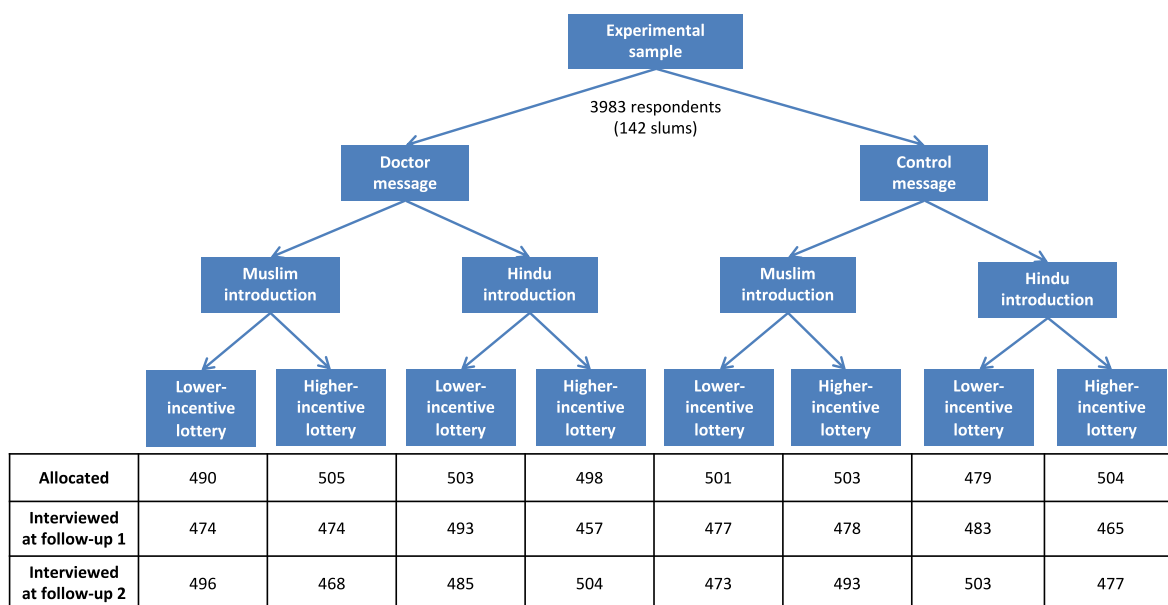 Experimental
sample
3983 respondents
(142 slums)
Doctor
message
Control
message
Muslim
introduction
Hindu
introduction
Muslim
introduction
Hindu
introduction
Lower-
incentive
lottery
Higher-
incentive
lottery
Lower-
incentive
lottery
Higher-
incentive
lottery
Lower-
incentive
lottery
Higher-
incentive
lottery
Lower-
incentive
lottery
Higher-
incentive
lottery
Allocated 490 505 503 498 501 503 479 504
Interviewed
at follow-up 1 474 474 493 457 477 478 483 465
Interviewed
at follow-up 2 496 468 485 504 473 493 503 477